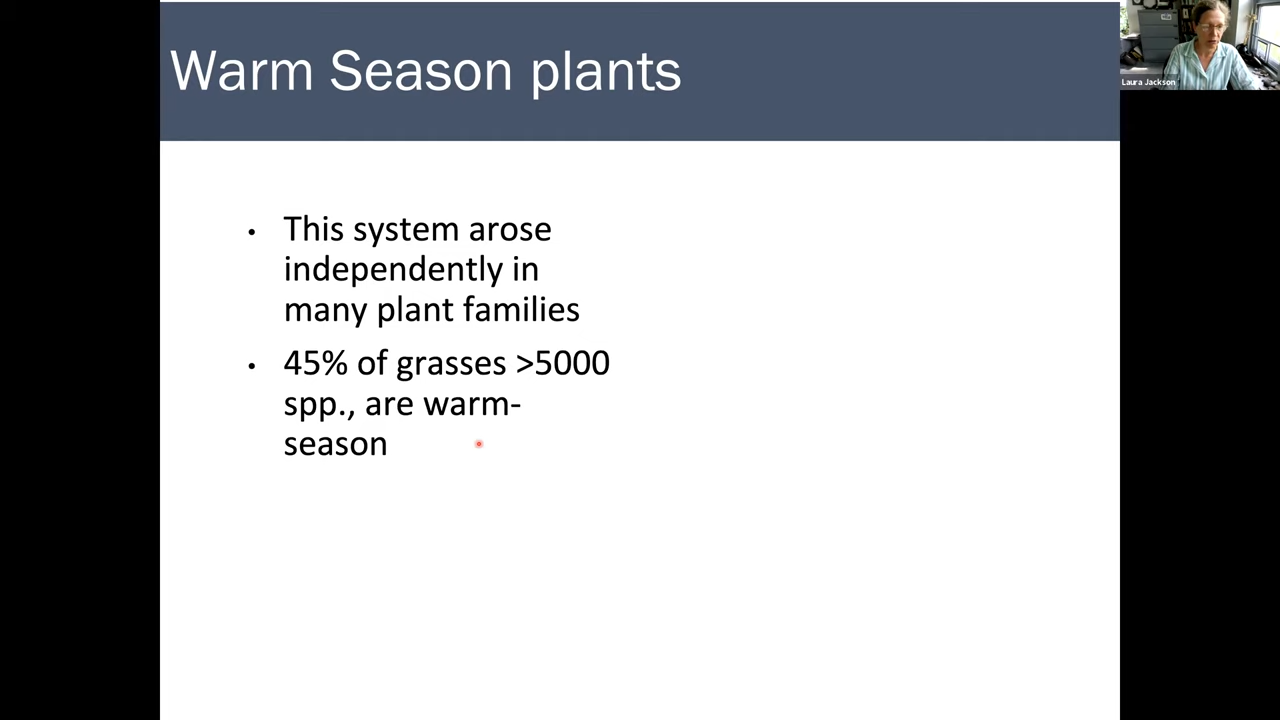 Warm Season plants
Laura Jackson
• This system arose
independently in
many plant families
• 45% of grasses >5000
spp., are warm-
season